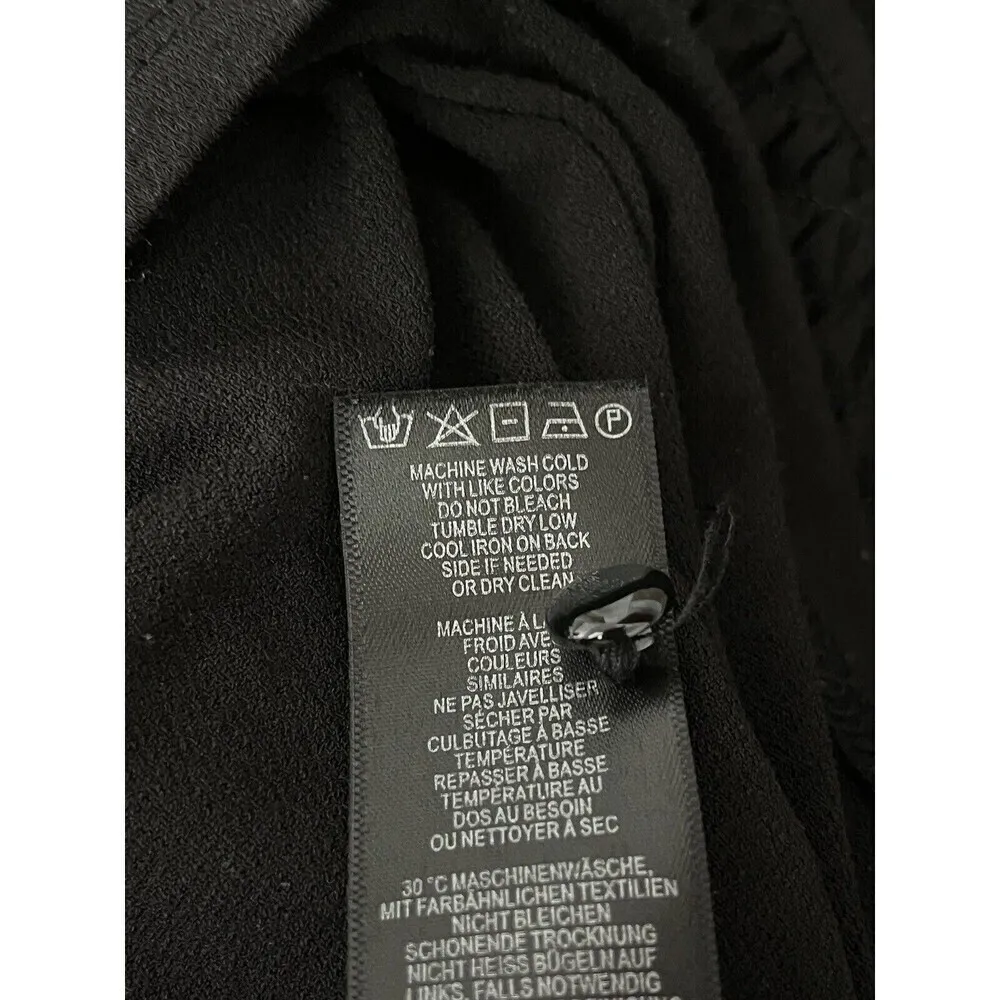 P
MACHINE WASH COLD
WITH LIKE COLORS
DO NOT BLEACH
TUMBLE DRY LOW
COOL IRON ON BACK
SIDE IF NEEDED
OR DRY CLEAN
MACHINE À
FROID
COULEURS
SIMILAIRES
NE PAS JAVELLISER
SÉCHER PAR
CULBUTAGE À BASSE
TEMPÉRATURE
REPASSER À BASSE
TEMPÉRATURE AU
DOS AU BESOIN
OU NETTOYER À SEC
30 °C MASCHINENWÄSCHE,
MIT FARBÄHNLICHEN TEXTILIEN
NICHT BLEICHEN
SCHONENDE TROCKNUNG
NICHT HEISS BÜGELN AUF
LINKS, FALLS NOTWENDIG